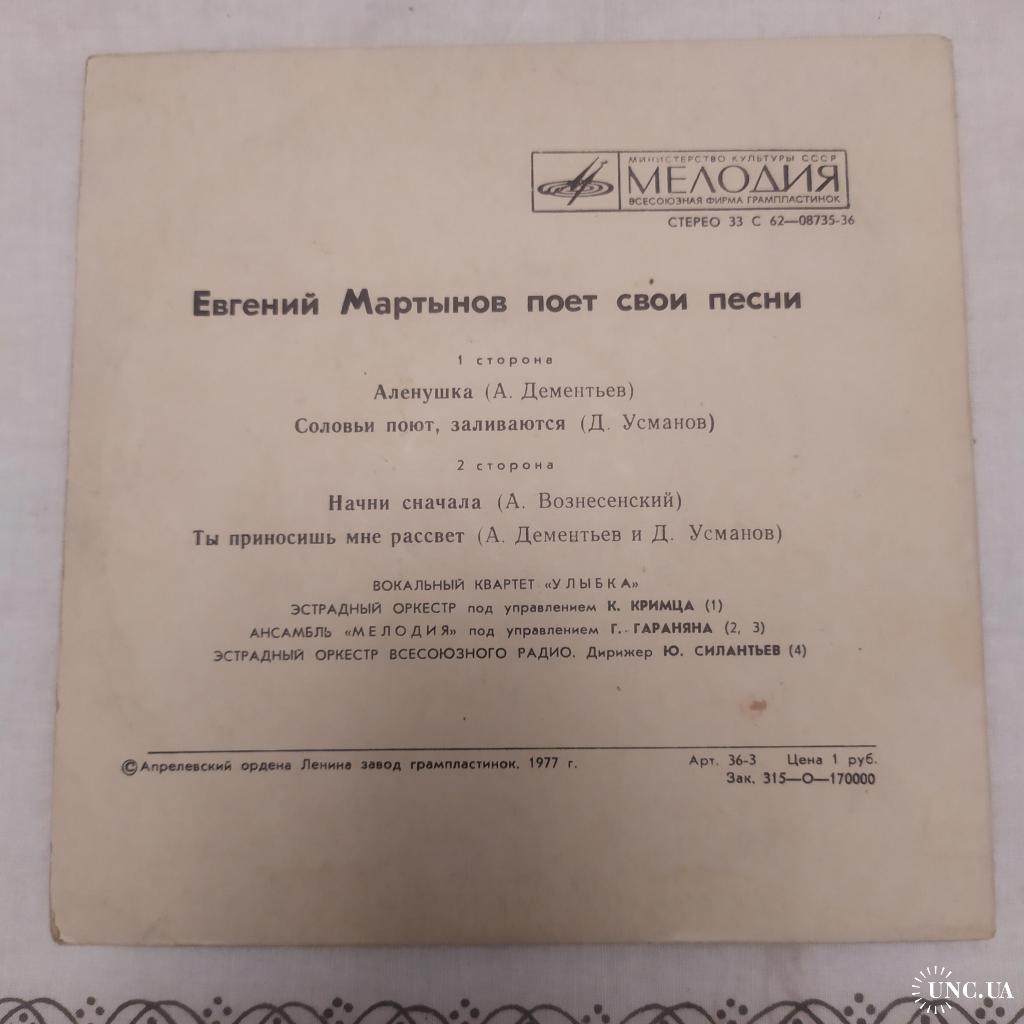 МИНИСТЕРСТВО КУЛЬТУРЫ СССР
МЕЛОДИЯ
ВСЕСОЮЗНАЯ ФИРМА ГРАМПЛАСТИНОК
СТЕРЕО 33 С 62—08735-36
Евгений Мартынов поет свои песни
1 сторона
Аленушка (А. Дементьев)
Соловьи поют, заливаются (Д. Усманов)
2 сторона
Начни сначала (А. Вознесенский)
Ты приносишь мне рассвет (А. Дементьев и Д. Усманов)
ВОКАЛЬНЫЙ КВАРТЕТ «УЛЫБКА»
ЭСТРАДНЫЙ ОРКЕСТР под управлением К. КРИМЦА (1)
АНСАМБЛЬ «МЕЛОДИЯ» под управлением Г. ГАРАНЯНА (2, 3)
ЭСТРАДНЫЙ ОРКЕСТР ВСЕСОЮЗНОГО РАДИО. Дирижер Ю. СИЛАНТЬЕВ (4)
© Апрелевский ордена Ленина завод грампластинок. 1977 г.
Арт. 36-3 Цена 1 руб.
Зак. 315—О—170000
UNC.UA